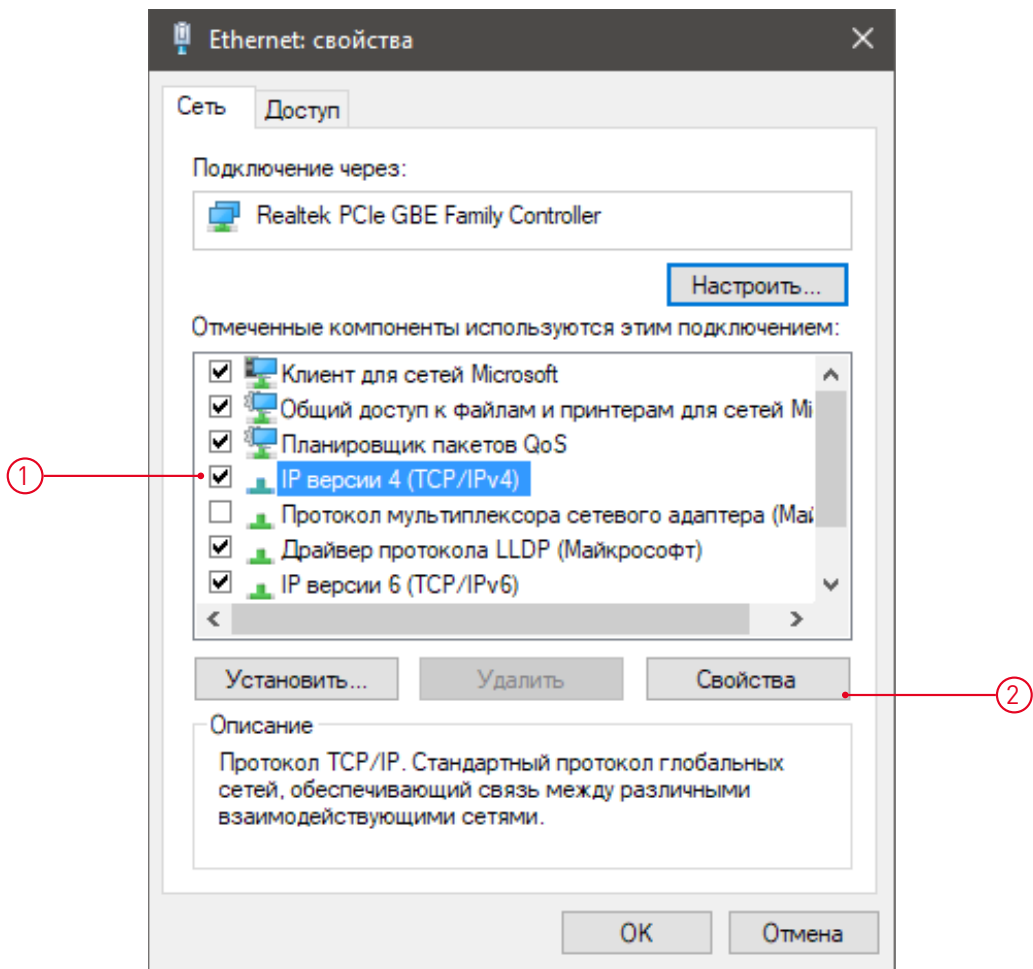 Ethernet: свойства
Сеть
Доступ
Подключение через:
Realtek PCIe GBE Family Controller
Настроить...
Отмеченные компоненты используются этим подключением:
Клиент для сетей Microsoft
Общий доступ к файлам и принтерам для сетей Mi
Планировщик пакетов QoS
1
IP версии 4 (TCP/IPv4)
Протокол мультиплексора сетевого адаптера (Май
Драйвер протокола LLDP (Майкрософт)
IP версии 6 (TCP/IPv6)
Установить...
Удалить
Свойства
2
Описание
Протокол TCP/IP. Стандартный протокол глобальных
сетей, обеспечивающий связь между различными
взаимодействующими сетями.
OK
Отмена